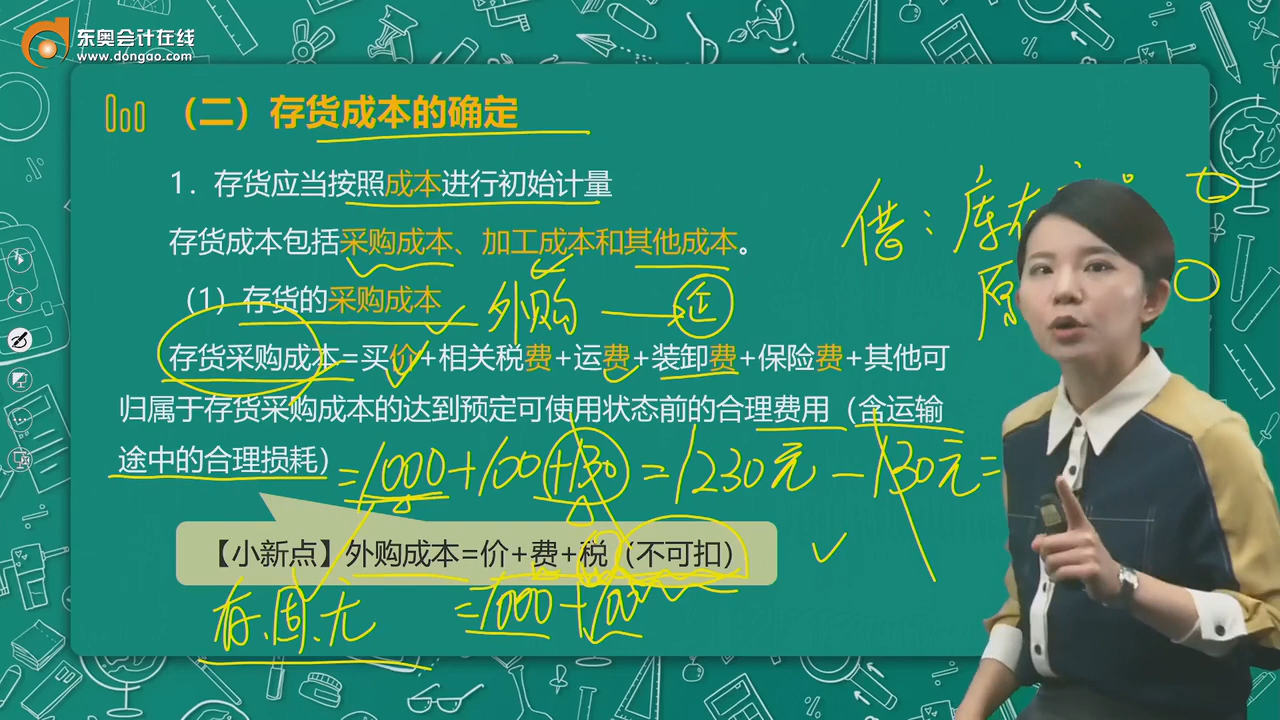 东奥会计在线
www.dongao.com
（二）存货成本的确定
1．存货应当按照成本进行初始计量
存货成本包括采购成本、加工成本和其他成本。
（1）存货的采购成本
外购
借：库存
原
存货采购成本=买价+相关税费+运费+装卸费+保险费+其他可
归属于存货采购成本的达到预定可使用状态前的合理费用（含运输
途中的合理损耗）
=1000+100+130=1230元-130元=
【小新点】外购成本=价+费+税（不可扣）
存.固.无
=1000+100